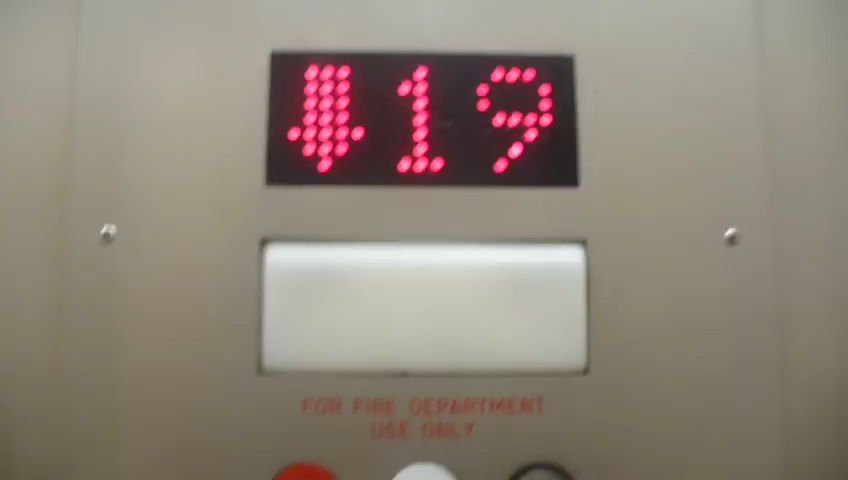 ↓19
FOR FIRE DEPARTMENT
USE ONLY